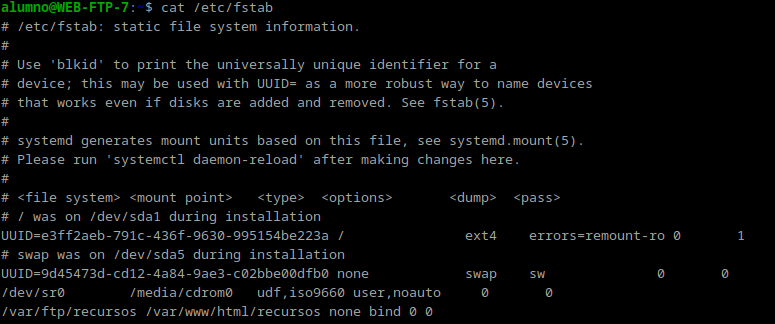 alumno@WEB-FTP-7:~$ cat /etc/fstab
# /etc/fstab: static file system information.
#
# Use 'blkid' to print the universally unique identifier for a
# device; this may be used with UUID= as a more robust way to name devices
# that works even if disks are added and removed. See fstab(5).
#
# systemd generates mount units based on this file, see systemd.mount(5).
# Please run 'systemctl daemon-reload' after making changes here.
#
# <file system> <mount point>   <type>  <options>       <dump>  <pass>
# / was on /dev/sda1 during installation
UUID=e3ff2aeb-791c-436f-9630-995154be223a /               ext4    errors=remount-ro 0       1
# swap was on /dev/sda5 during installation
UUID=9d45473d-cd12-4a84-9ae3-c02bbe00dfb0 none            swap    sw              0       0
/dev/sr0        /media/cdrom0   udf,iso9660 user,noauto     0       0
/var/ftp/recursos /var/www/html/recursos none bind 0 0